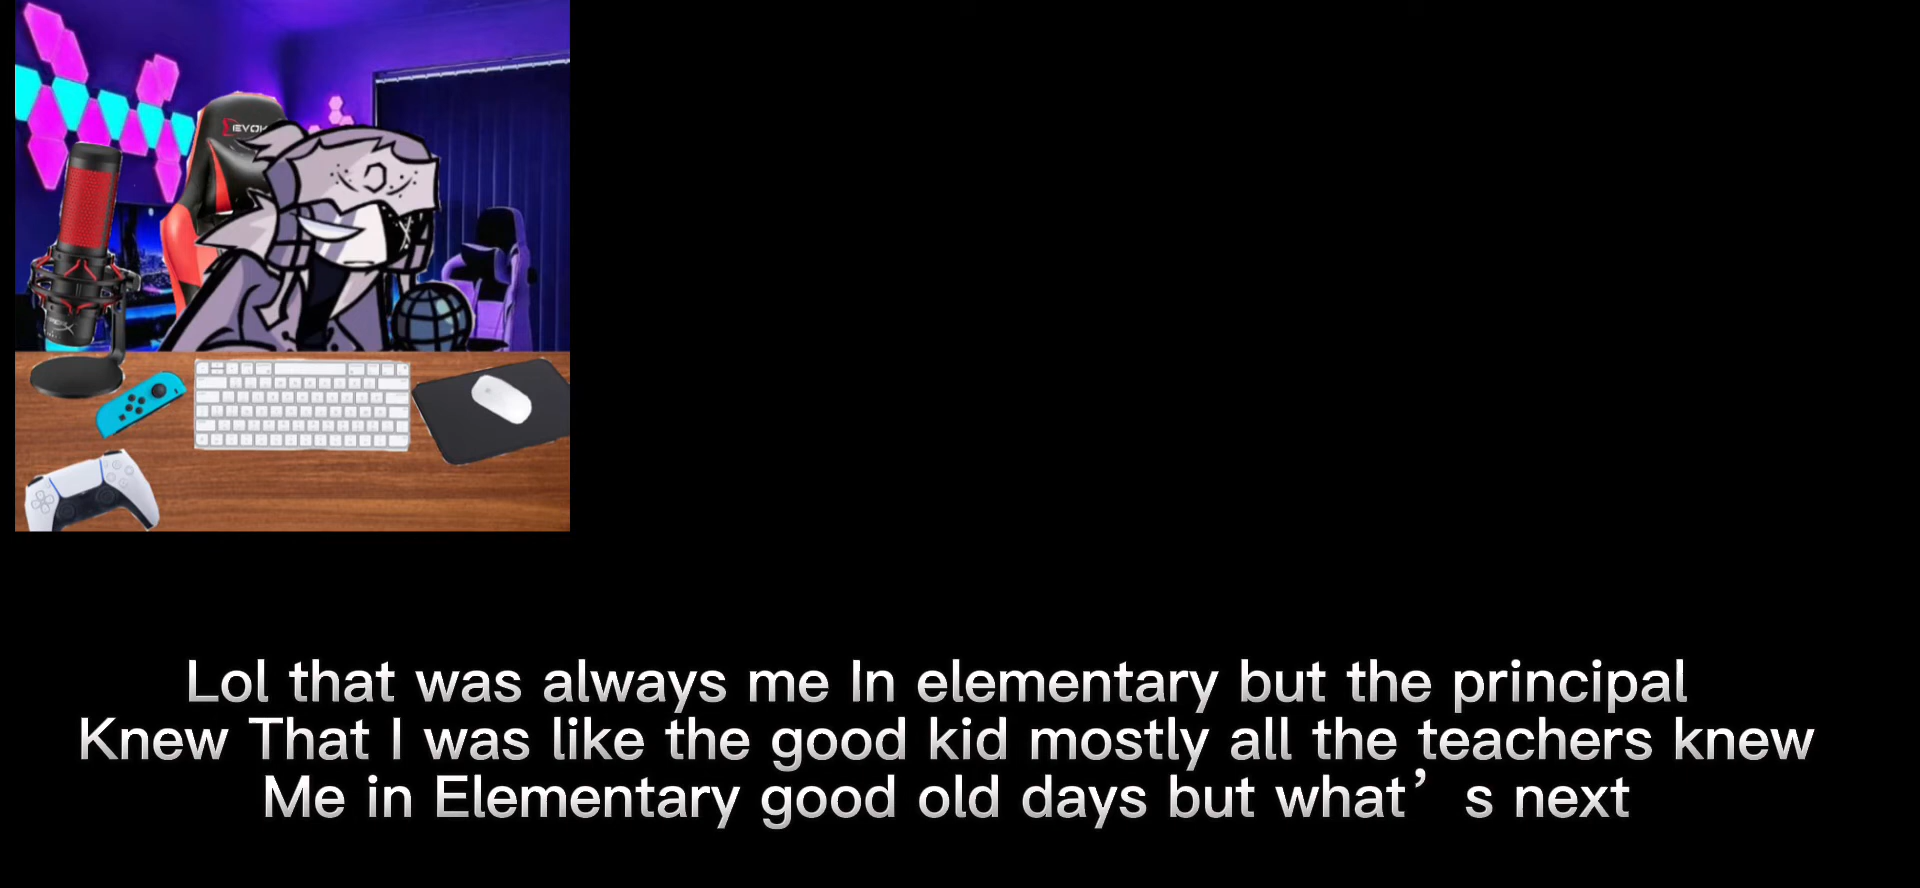 DEVOKO
Lol that was always me In elementary but the principal
Knew That I was like the good kid mostly all the teachers knew
Me in Elementary good old days but what’s next